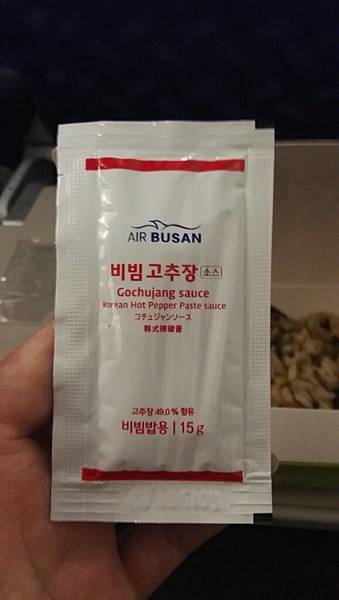 AIR BUSAN
비빔고추장 소스
Gochujang sauce
Korean Hot Pepper Paste sauce
コチュジャンソース
韩式辣椒酱
고추장 49.0 % 함유
비빔밥용 | 15 g